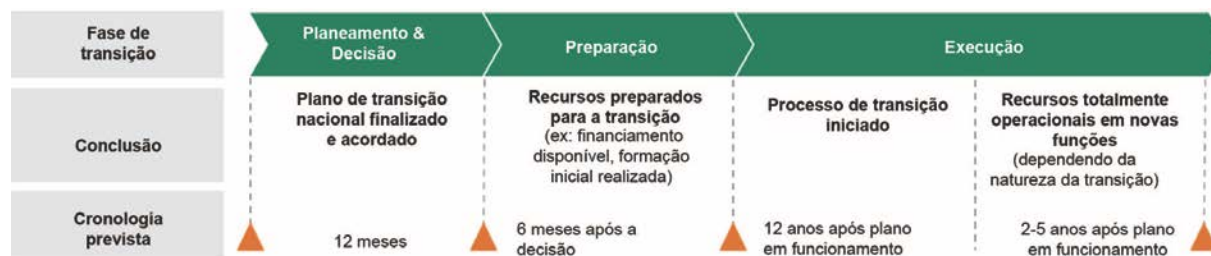 Fase de
transição
Planeamento &
Decisão
Preparação
Execução
Conclusão
Plano de transição
nacional finalizado
e acordado
Recursos preparados
para a transição
(ex: financiamento
disponível, formação
inicial realizada)
Processo de transição
iniciado
Recursos totalmente
operacionais em novas
funções
(dependendo da
natureza da transição)
Cronologia
prevista
12 meses
6 meses após a
decisão
12 anos após plano
em funcionamento
2-5 anos após plano
em funcionamento